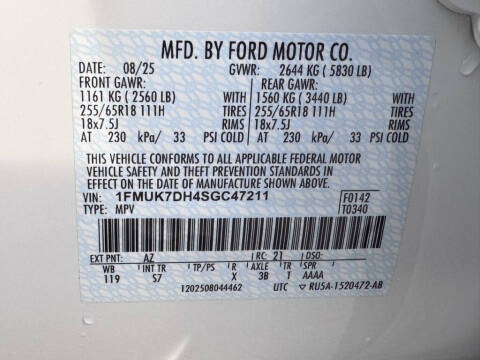 MFD. BY FORD MOTOR CO.
DATE: 08/25 GVWR: 2644 KG ( 5830 LB)
FRONT GAWR: REAR GAWR:
1161 KG ( 2560 LB) WITH 1560 KG ( 3440 LB) WITH
255/65R18 111H TIRES 255/65R18 111H TIRES
18x7.5J RIMS 18x7.5J RIMS
AT 230 kPa/ 33 PSI COLD AT 230 kPa/ 33 PSI COLD
THIS VEHICLE CONFORMS TO ALL APPLICABLE FEDERAL MOTOR
VEHICLE SAFETY AND THEFT PREVENTION STANDARDS IN
EFFECT ON THE DATE OF MANUFACTURE SHOWN ABOVE.
VIN: 1FMUK7DH4SGC47211 F0142
TYPE: MPV T0340
EXT PNT: AZ RC: 21 DSO:
WB INT TR TP/PS R AXLE TR SPR
119 S7 X 3B T AAAA
1202508044462 UTC ▽ RU5A-1520472-AB